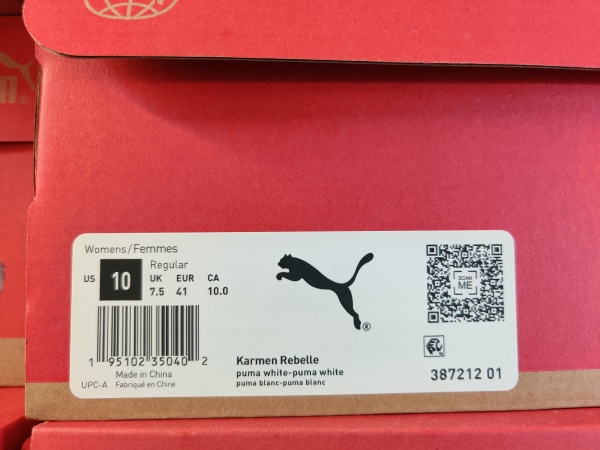 Womens/Femmes
Regular
US 10 UK EUR CA
7.5 41 10.0
SCAN
ME
1 95102 35040 2
Made in China
UPC-A Fabriqué en Chine
®
Karmen Rebelle
puma white-puma white
puma blanc-puma blanc
387212 01